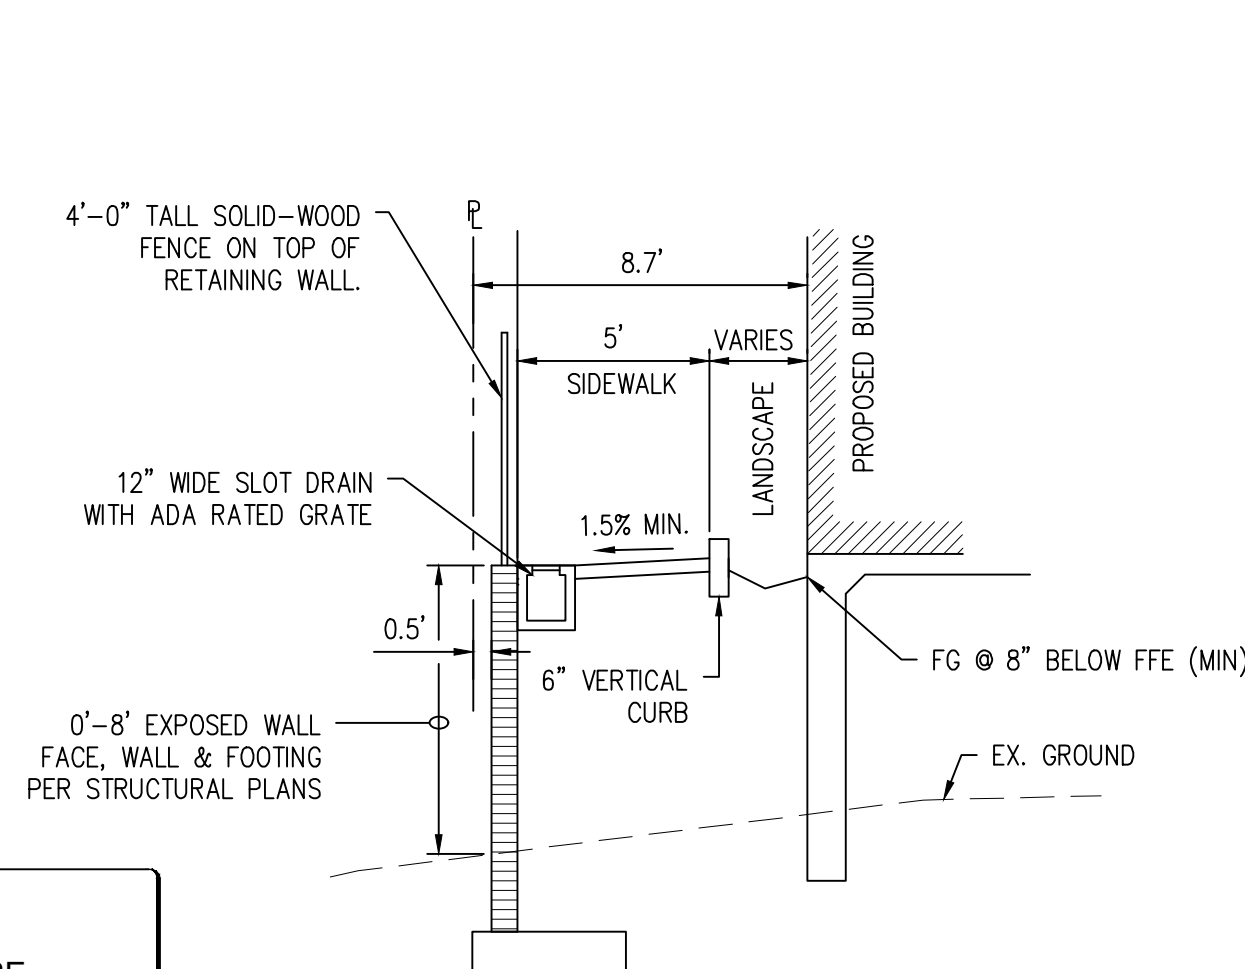 4'-0" TALL SOLID-WOOD
FENCE ON TOP OF
RETAINING WALL.
PL
8.7'
5'
VARIES
SIDEWALK
LANDSCAPE
PROPOSED BUILDING
12" WIDE SLOT DRAIN
WITH ADA RATED GRATE
1.5% MIN.
0.5'
6" VERTICAL
CURB
FG @ 8" BELOW FFE (MIN)
0'-8' EXPOSED WALL
FACE, WALL & FOOTING
PER STRUCTURAL PLANS
EX. GROUND